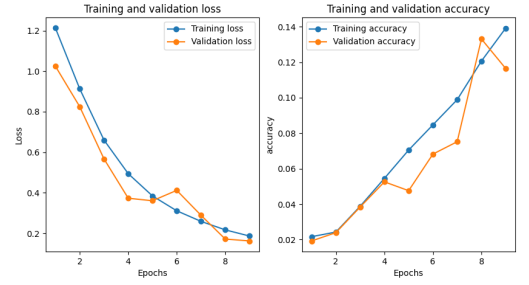 Training and validation loss
Training loss
Validation loss
1.2
1.0
0.8
0.6
0.4
0.2
Loss
2
4
6
8
Epochs
Training and validation accuracy
Training accuracy
Validation accuracy
0.14
0.12
0.10
0.08
0.06
0.04
0.02
accuracy
2
4
6
8
Epochs